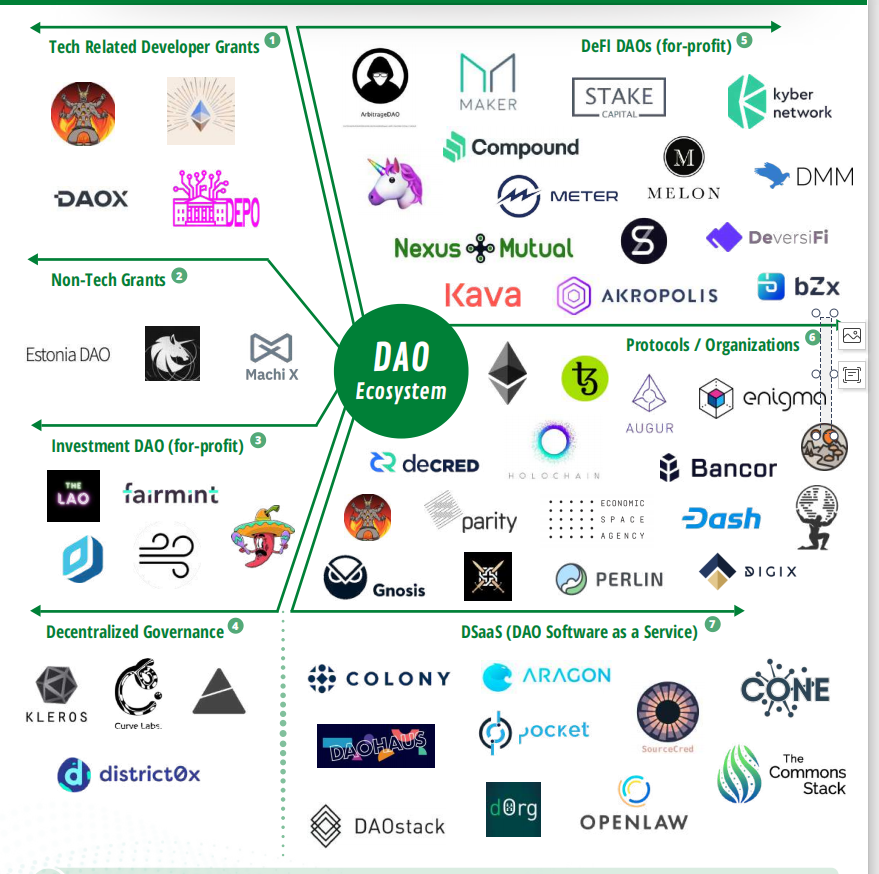 Tech Related Developer Grants 1
DAOX
DEPO
Non-Tech Grants 2
Estonia DAO
Machi X
Investment DAO (for-profit) 3
THE
LAO
fairmint
Decentralized Governance 4
KLEROS
Curve Labs.
district0x
DAO
Ecosystem
DeFI DAOs (for-profit) 5
ArbitrageDAO
MAKER
STAKE
CAPITAL
kyber
network
Compound
METER
M
MELON
DMM
Nexus Mutual
S
DeversiFi
Kava
AKROPOLIS
bZx
Protocols / Organizations 6
AUGUR
enigma
decRED
HOLOCHAIN
Bancor
parity
ECONOMIC
SPACE
AGENCY
Dash
Gnosis
PERLIN
DIGIX
DSaaS (DAO Software as a Service) 7
COLONY
ARAGON
SourceCred
CONE
DAOHAUS
pocket
The
Commons
Stack
DAOstack
dOrg
OPENLAW